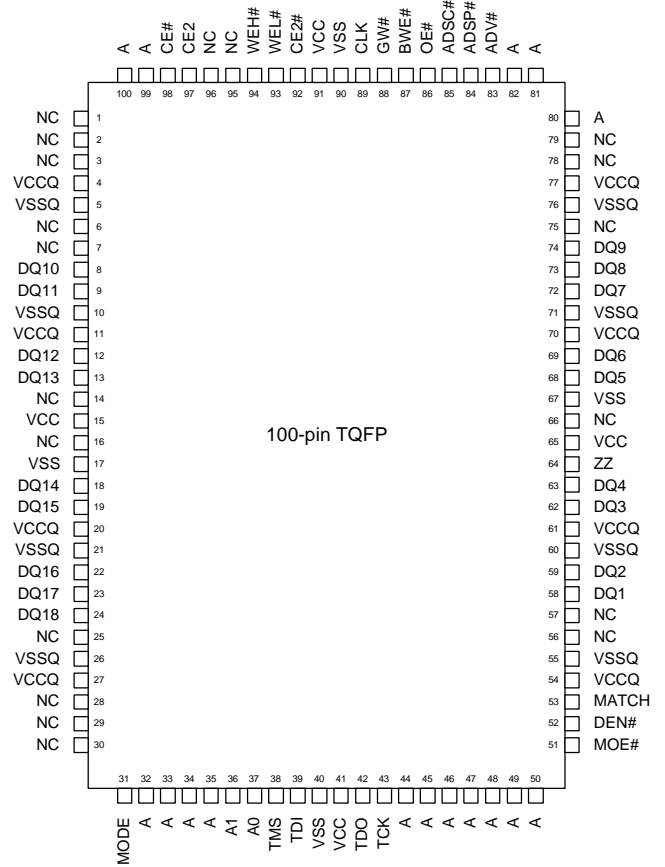 A A CE# CE2 NC NC WEH# WEL# CE2# VCC VSS CLK GW# BWE# OE# ADSC# ADSP# ADV# A A
100 99 98 97 96 95 94 93 92 91 90 89 88 87 86 85 84 83 82 81
NC 1 80 A
NC 2 79 NC
NC 3 78 NC
VCCQ 4 77 VCCQ
VSSQ 5 76 VSSQ
NC 6 75 NC
NC 7 74 DQ9
DQ10 8 73 DQ8
DQ11 9 72 DQ7
VSSQ 10 71 VSSQ
VCCQ 11 70 VCCQ
DQ12 12 69 DQ6
DQ13 13 68 DQ5
NC 14 67 VSS
VCC 15 66 NC
100-pin TQFP
NC 16 65 VCC
VSS 17 64 ZZ
DQ14 18 63 DQ4
DQ15 19 62 DQ3
VCCQ 20 61 VCCQ
VSSQ 21 60 VSSQ
DQ16 22 59 DQ2
DQ17 23 58 DQ1
DQ18 24 57 NC
NC 25 56 NC
VSSQ 26 55 VSSQ
VCCQ 27 54 VCCQ
NC 28 53 MATCH
NC 29 52 DEN#
NC 30 51 MOE#
31 32 33 34 35 36 37 38 39 40 41 42 43 44 45 46 47 48 49 50
MODE A A A A A1 A0 TMS TDI VSS VCC TDO TCK A A A A A A A